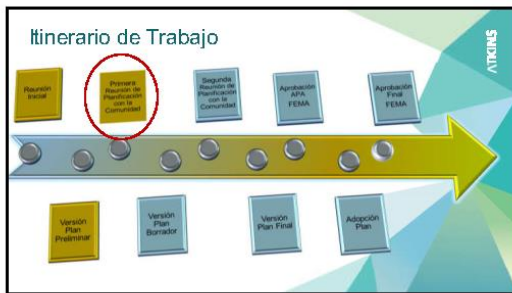 Itinerario de Trabajo
ATKINS
Reunión
Inicial
Primera
Reunión de
Planificación
con la
Comunidad
Segunda
Reunión de
Planificación
con la
Comunidad
Aprobación
APA
FEMA
Aprobación
Final
FEMA
Versión
Plan
Preliminar
Versión
Plan
Borrador
Versión
Plan Final
Adopción
Plan